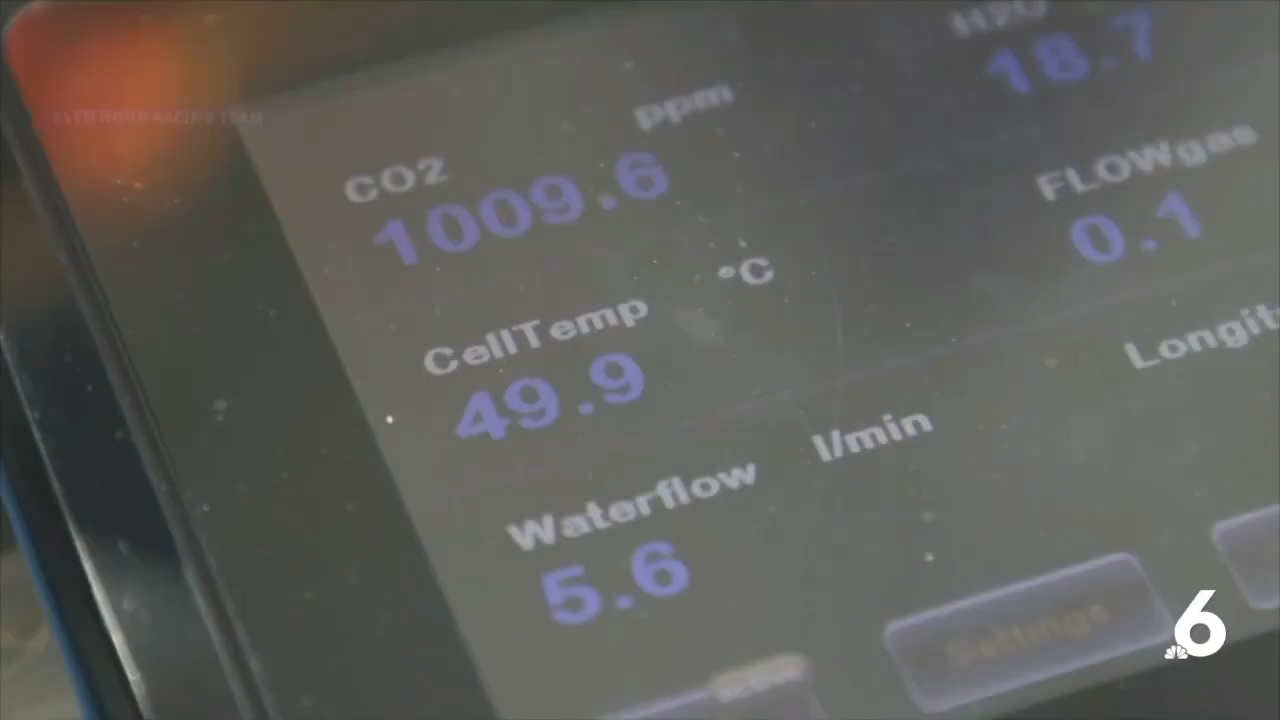 H2O
18.7
ppm
CO2
1009.6
FLOWgas
0.1
°C
CellTemp
49.9
Longit
l/min
Waterflow
5.6
Settings
6